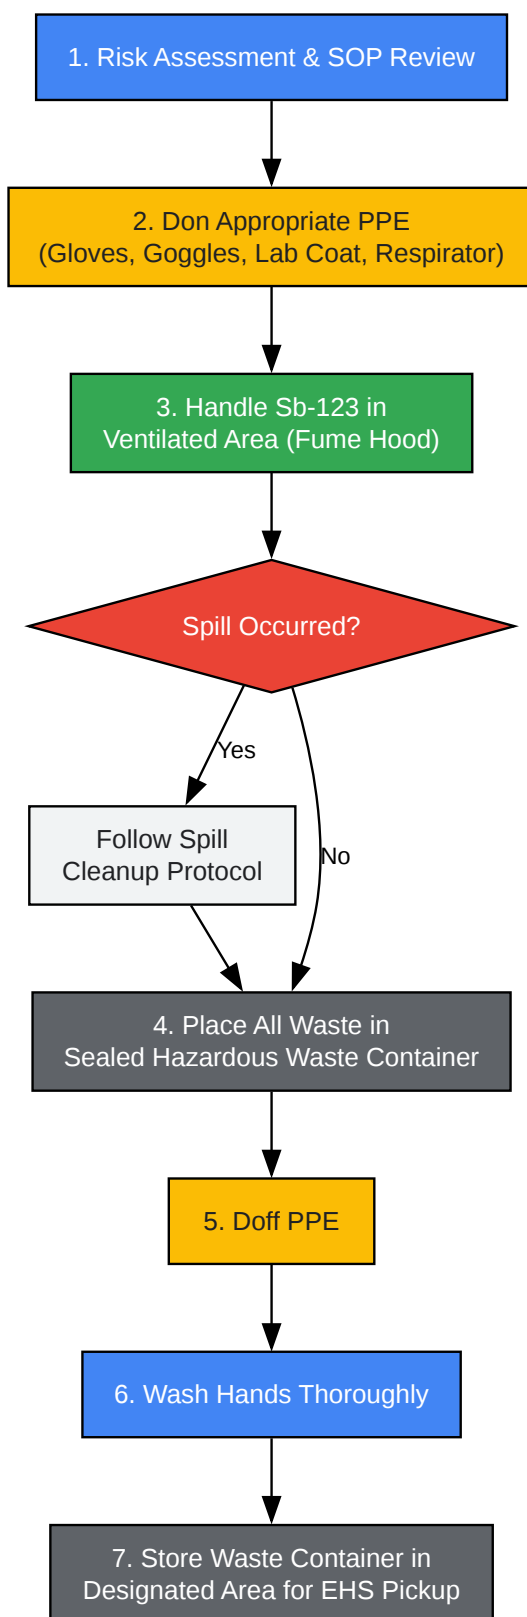 1. Risk Assessment & SOP Review
2. Don Appropriate PPE
(Gloves, Goggles, Lab Coat, Respirator)
3. Handle Sb-123 in
Ventilated Area (Fume Hood)
Spill Occurred?
Yes
Follow Spill
Cleanup Protocol
No
4. Place All Waste in
Sealed Hazardous Waste Container
5. Doff PPE
6. Wash Hands Thoroughly
7. Store Waste Container in
Designated Area for EHS Pickup